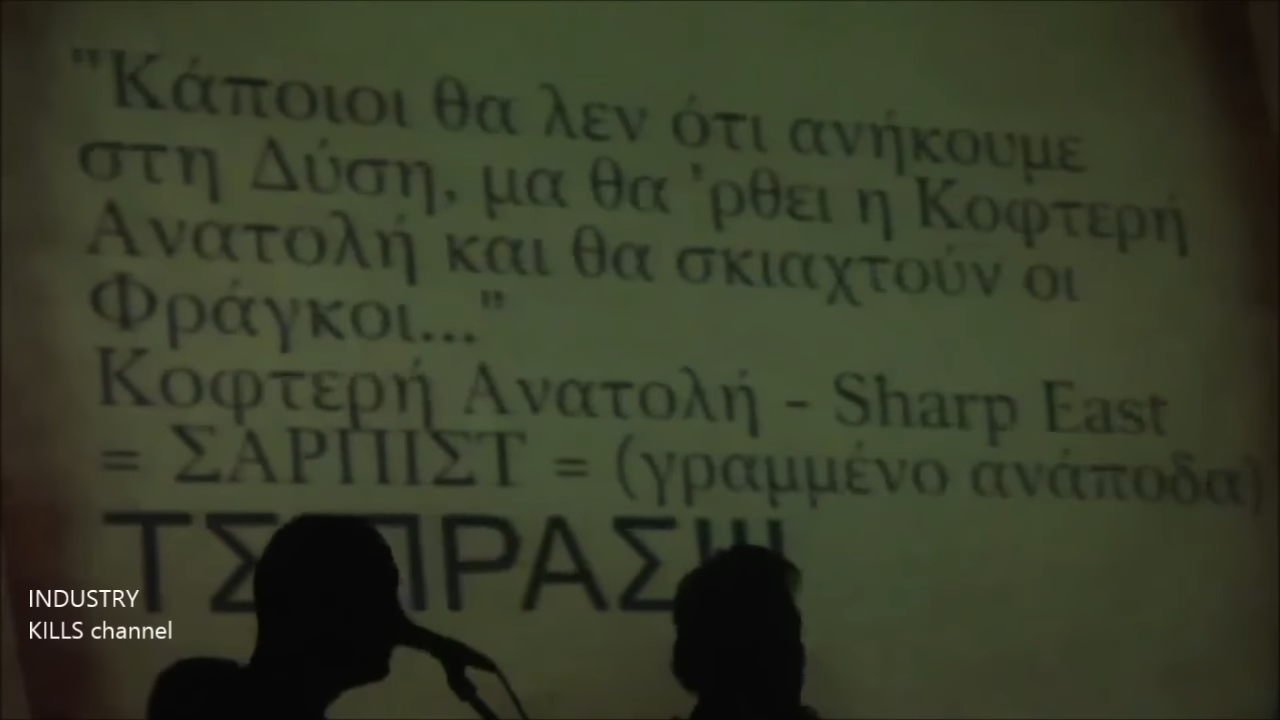 "Κάποιοι θα λεν ότι ανήκουμε
στη Δύση, μα θα 'ρθει η Κοφτερή
Ανατολή και θα σκιαχτούν οι
Φράγκοι..."
Κοφτερή Ανατολή - Sharp East
= ΣΑΡΠΙΣΤ = (γραμμένο ανάποδα)
INDUSTRY
KILLS channel